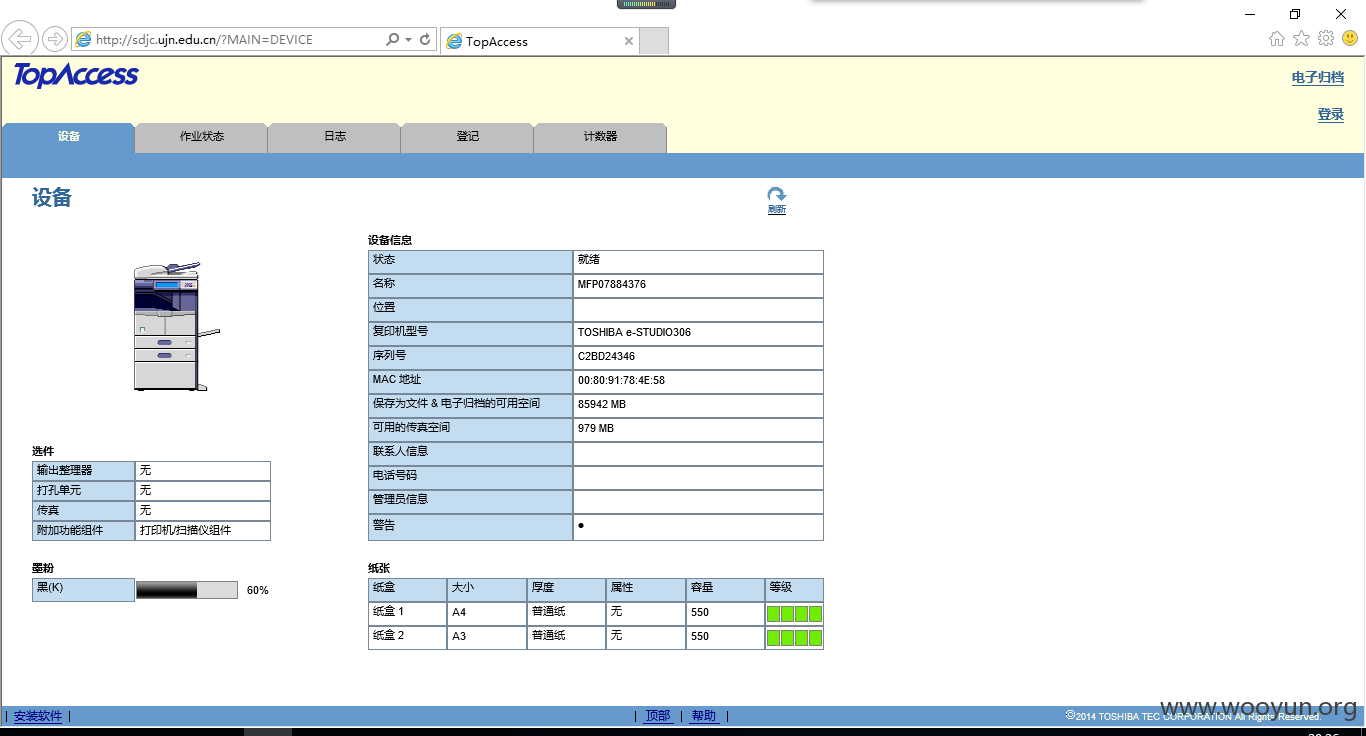 http://sdjc.ujn.edu.cn/?MAIN=DEVICE
TopAccess
TopAccess
电子归档
登录
设备 作业状态 日志 登记 计数器
设备
刷新
设备信息
状态 就绪
名称 MFP07884376
位置
复印机型号 TOSHIBA e-STUDIO306
序列号 C2BD24346
MAC 地址 00:80:91:78:4E:58
保存为文件 & 电子归档的可用空间 85942 MB
可用的传真空间 979 MB
联系人信息
电话号码
管理员信息
警告 ●
选件
输出整理器 无
打孔单元 无
传真 无
附加功能组件 打印机/扫描仪组件
墨粉
黑(K) 60%
纸张
纸盒 大小 厚度 属性 容量 等级
纸盒 1 A4 普通纸 无 550
纸盒 2 A3 普通纸 无 550
| 安装软件 | | 顶部 | 帮助 |
©2014 TOSHIBA TEC CORPORATION All Rights Reserved.
www.wooyun.org